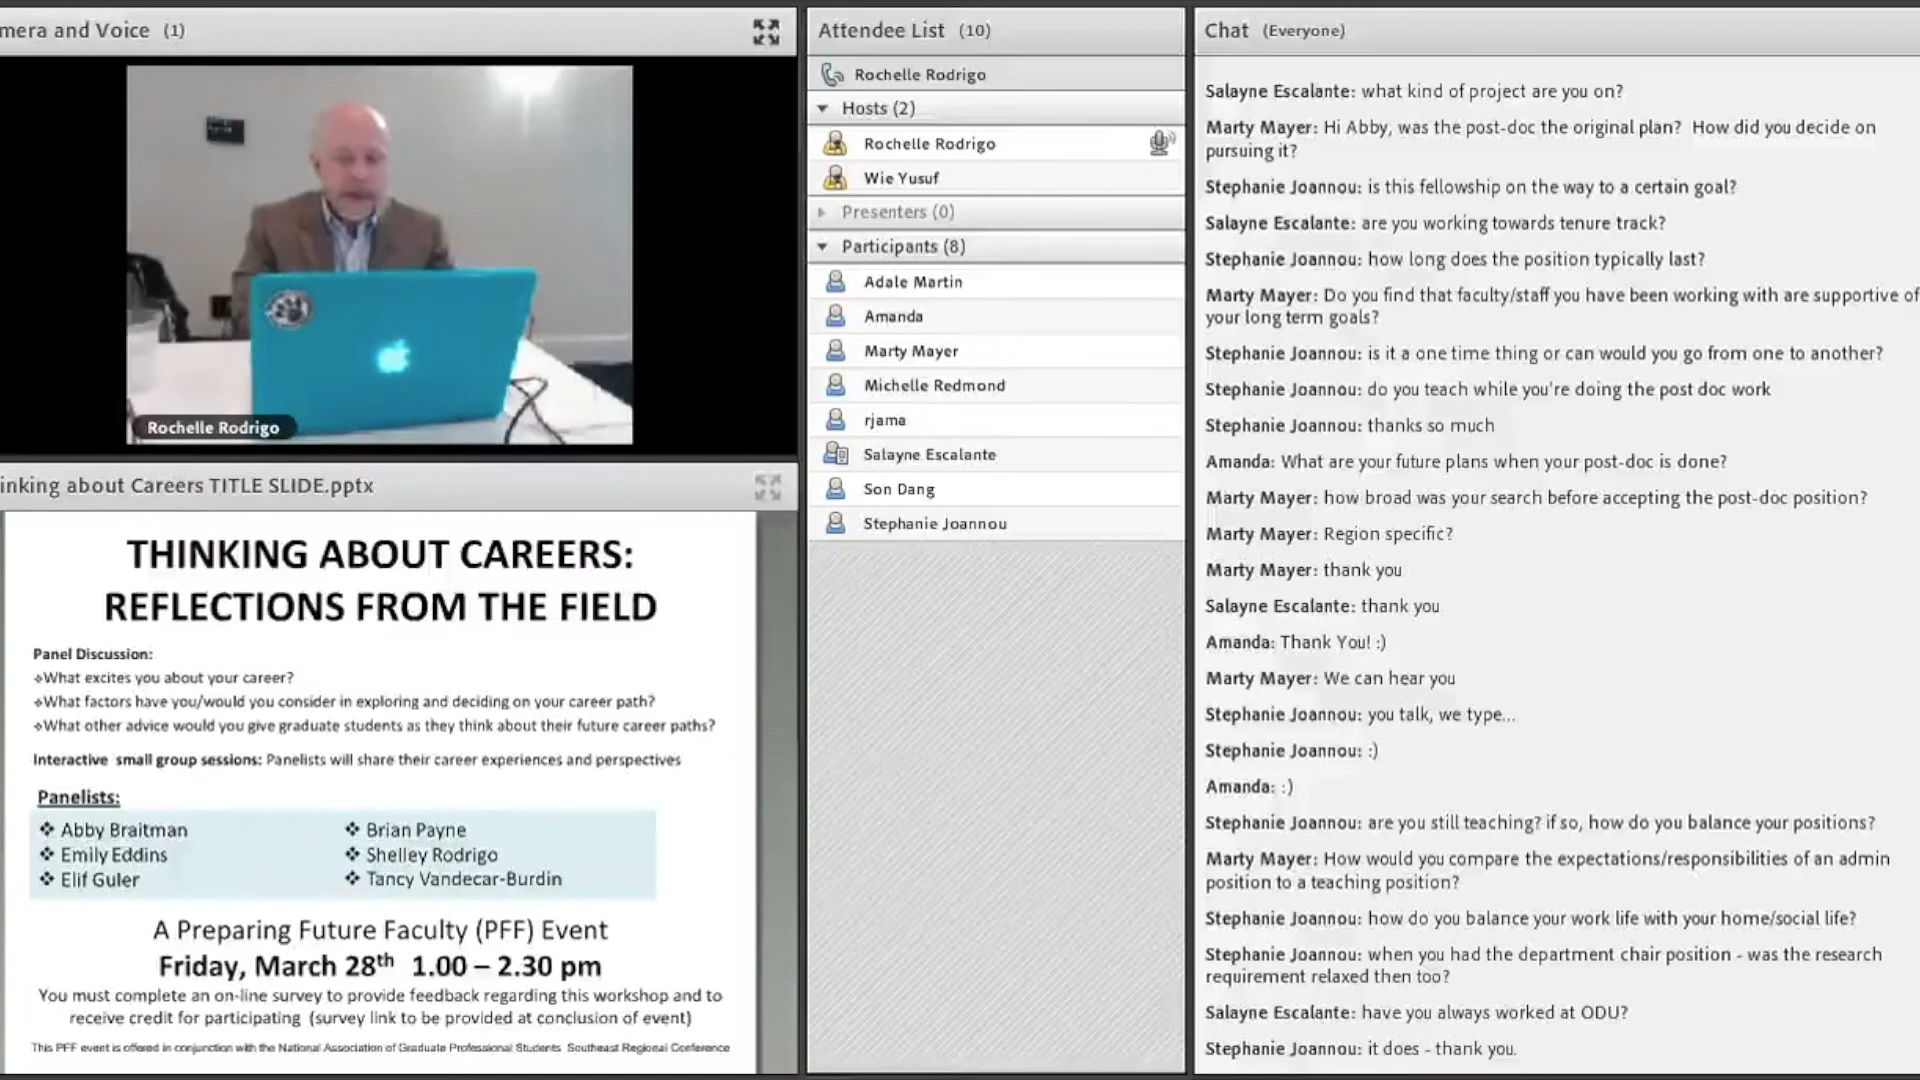 mera and Voice (1)
Rochelle Rodrigo
inking about Careers TITLE SLIDE.pptx
THINKING ABOUT CAREERS:
REFLECTIONS FROM THE FIELD
Panel Discussion:
❖What excites you about your career?
❖What factors have you/would you consider in exploring and deciding on your career path?
❖What other advice would you give graduate students as they think about their future career paths?
Interactive small group sessions: Panelists will share their career experiences and perspectives
Panelists:
❖ Abby Braitman
❖ Emily Eddins
❖ Elif Guler
❖ Brian Payne
❖ Shelley Rodrigo
❖ Tancy Vandecar-Burdin
A Preparing Future Faculty (PFF) Event
Friday, March 28th 1.00 – 2.30 pm
You must complete an on-line survey to provide feedback regarding this workshop and to
receive credit for participating (survey link to be provided at conclusion of event)
This PFF event is offered in conjunction with the National Association of Graduate Professional Students Southeast Regional Conference
Attendee List (10)
Rochelle Rodrigo
Hosts (2)
Rochelle Rodrigo
Wie Yusuf
Presenters (0)
Participants (8)
Adale Martin
Amanda
Marty Mayer
Michelle Redmond
rjama
Salayne Escalante
Son Dang
Stephanie Joannou
Chat (Everyone)
Salayne Escalante: what kind of project are you on?
Marty Mayer: Hi Abby, was the post-doc the original plan? How did you decide on
pursuing it?
Stephanie Joannou: is this fellowship on the way to a certain goal?
Salayne Escalante: are you working towards tenure track?
Stephanie Joannou: how long does the position typically last?
Marty Mayer: Do you find that faculty/staff you have been working with are supportive of
your long term goals?
Stephanie Joannou: is it a one time thing or can would you go from one to another?
Stephanie Joannou: do you teach while you're doing the post doc work
Stephanie Joannou: thanks so much
Amanda: What are your future plans when your post-doc is done?
Marty Mayer: how broad was your search before accepting the post-doc position?
Marty Mayer: Region specific?
Marty Mayer: thank you
Salayne Escalante: thank you
Amanda: Thank You! :)
Marty Mayer: We can hear you
Stephanie Joannou: you talk, we type...
Stephanie Joannou: :)
Amanda: :)
Stephanie Joannou: are you still teaching? if so, how do you balance your positions?
Marty Mayer: How would you compare the expectations/responsibilities of an admin
position to a teaching position?
Stephanie Joannou: how do you balance your work life with your home/social life?
Stephanie Joannou: when you had the department chair position - was the research
requirement relaxed then too?
Salayne Escalante: have you always worked at ODU?
Stephanie Joannou: it does - thank you.